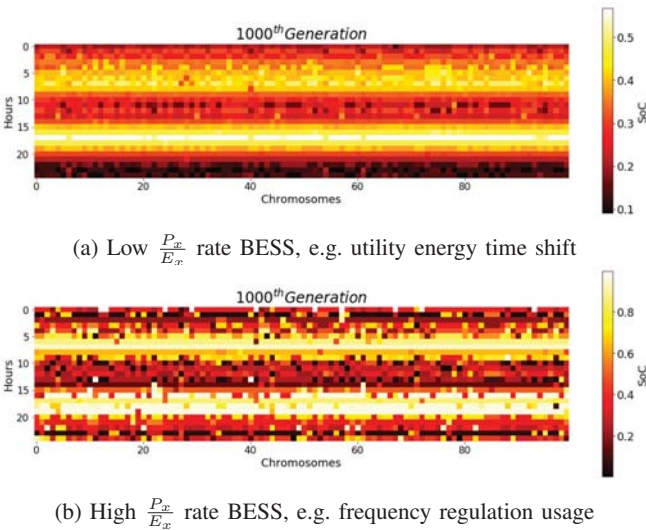 1000^th Generation
0
5
10
15
20
Hours
0 20 40 60 80
Chromosomes
0.5
0.4
0.3
0.2
0.1
SoC
(a) Low P_x/E_x rate BESS, e.g. utility energy time shift
1000^th Generation
0
5
10
15
20
Hours
0 20 40 60 80
Chromosomes
0.8
0.6
0.4
0.2
SoC
(b) High P_x/E_x rate BESS, e.g. frequency regulation usage